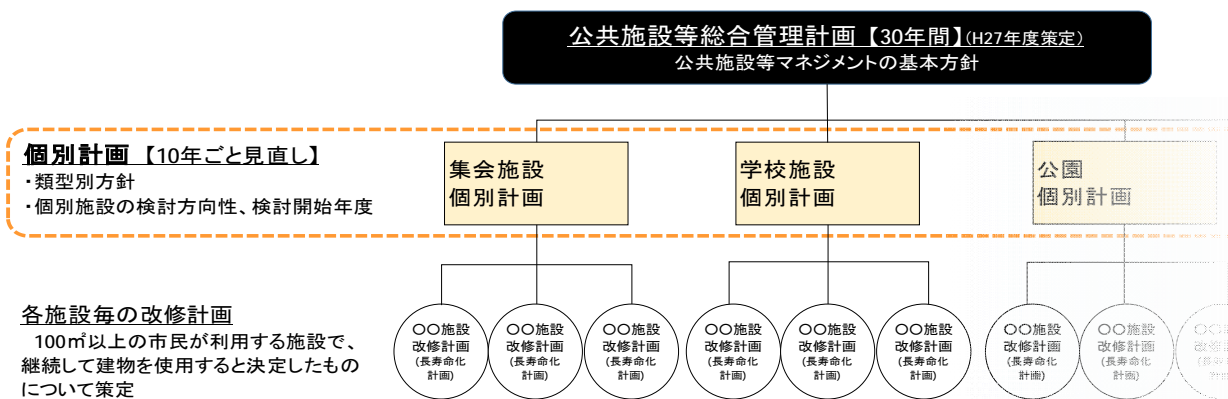 公共施設等総合管理計画【30年間】(H27年度策定)
公共施設等マネジメントの基本方針
個別計画 【10年ごと見直し】
・類型別方針
・個別施設の検討方向性、検討開始年度
集会施設
個別計画
学校施設
個別計画
公園
個別計画
各施設毎の改修計画
100㎡以上の市民が利用する施設で、
継続して建物を使用すると決定したもの
について策定
〇〇施設
改修計画
(長寿命化
計画)
〇〇施設
改修計画
(長寿命化
計画)
〇〇施設
改修計画
(長寿命化
計画)
〇〇施設
改修計画
(長寿命化
計画)
〇〇施設
改修計画
(長寿命化
計画)
〇〇施設
改修計画
(長寿命化
計画)
〇〇施設
改修計画
(長寿命化
計画)
〇〇施設
改修計画
(長寿命化
計画)